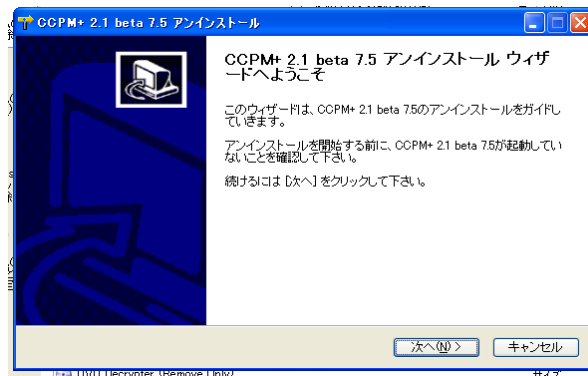 CCPM+ 2.1 beta 7.5 アンインストール
CCPM+ 2.1 beta 7.5 アンインストール ウィザ
ードへようこそ
このウィザードは、CCPM+ 2.1 beta 7.5のアンインストールをガイドし
ていきます。
アンインストールを開始する前に、CCPM+ 2.1 beta 7.5が起動してい
ないことを確認して下さい。
続けるには [次へ] をクリックして下さい。
次へ(N) >
キャンセル
DVD Decrypter (Remove Only)
サイズ